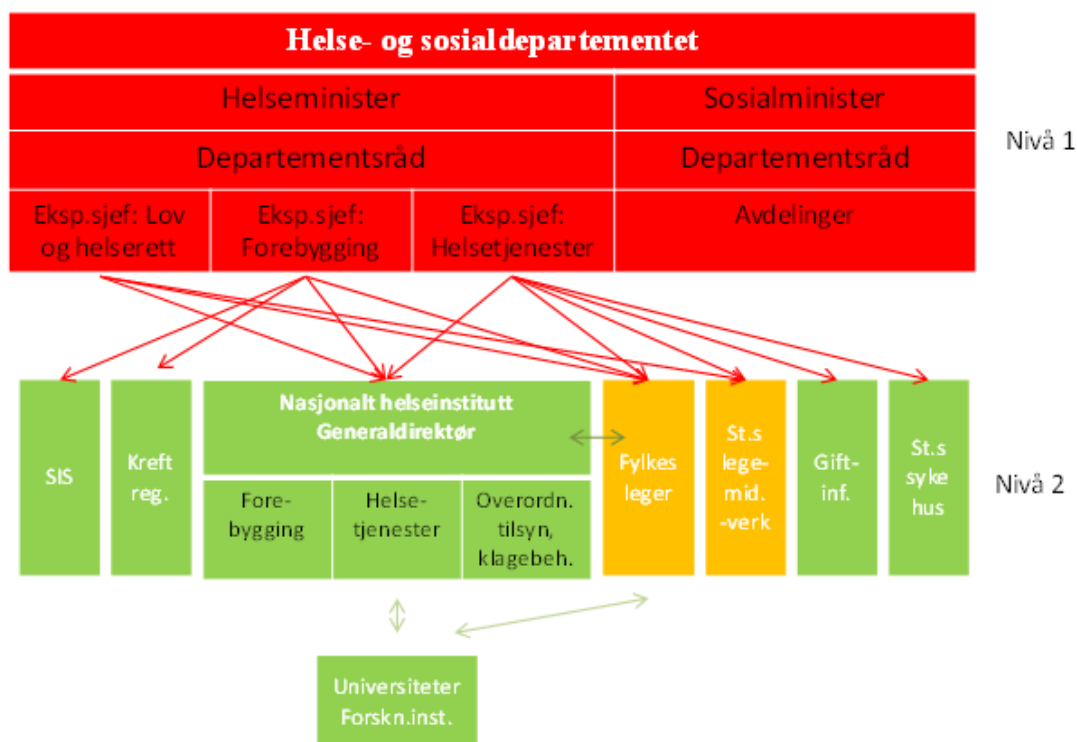 Helse- og sosialdepartementet
Helseminister
Sosialminister
Nivå 1
Departementsråd
Departementsråd
Eksp.sjef: Lov
og helserett
Eksp.sjef:
Forebygging
Eksp.sjef:
Helsetjenester
Avdelinger
SIS
Kreft
reg.
Nasjonalt helseinstitutt
Generaldirektør
Fore-
bygging
Helse-
tjenester
Overordn.
tilsyn,
klagebeh.
Fylkes
leger
St.s
lege-
mid.
-verk
Gift-
inf.
St.s
syke
hus
Nivå 2
Universiteter
Forskn.inst.